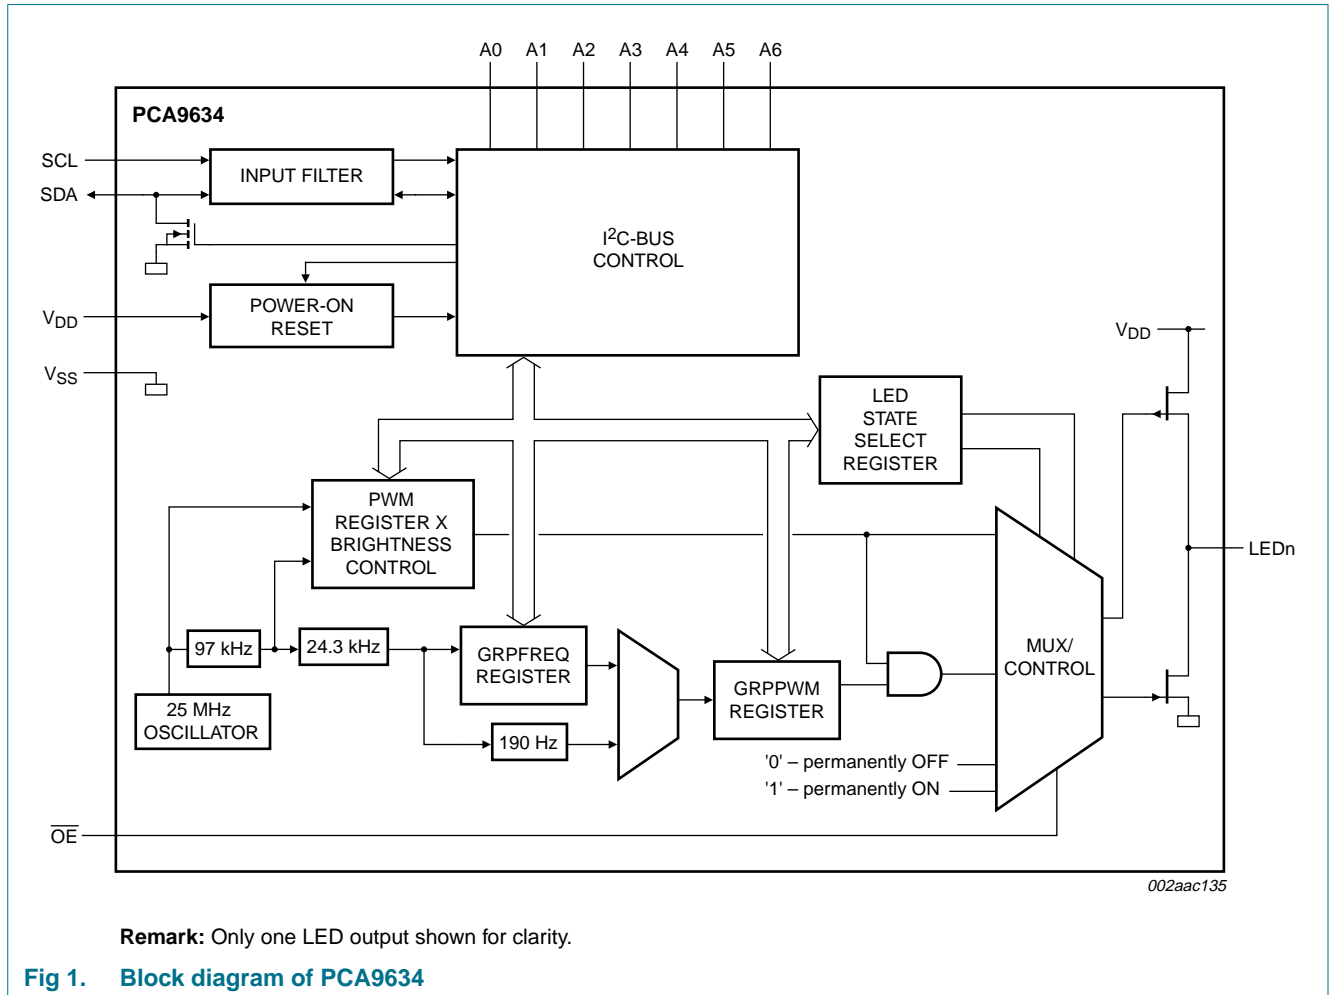 A0 A1 A2 A3 A4 A5 A6
PCA9634
SCL
SDA
INPUT FILTER
I²C-BUS
CONTROL
POWER-ON
RESET
VDD
VSS
VDD
LED
STATE
SELECT
REGISTER
PWM
REGISTER X
BRIGHTNESS
CONTROL
LEDn
97 kHz
24.3 kHz
GRPFREQ
REGISTER
MUX/
CONTROL
GRPPWM
REGISTER
25 MHz
OSCILLATOR
190 Hz
'0' – permanently OFF
'1' – permanently ON
OE
002aac135
Remark: Only one LED output shown for clarity.
Fig 1. Block diagram of PCA9634